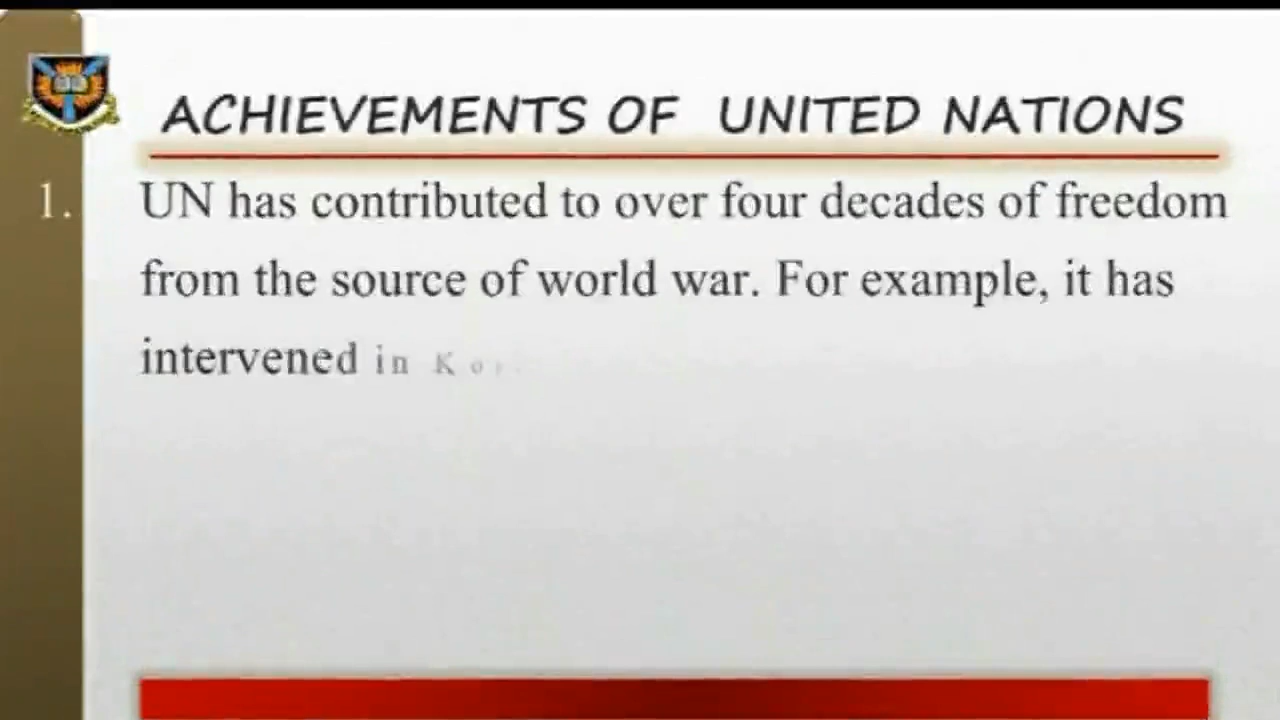 ACHIEVEMENTS OF UNITED NATIONS
1. UN has contributed to over four decades of freedom
from the source of world war. For example, it has
intervened in